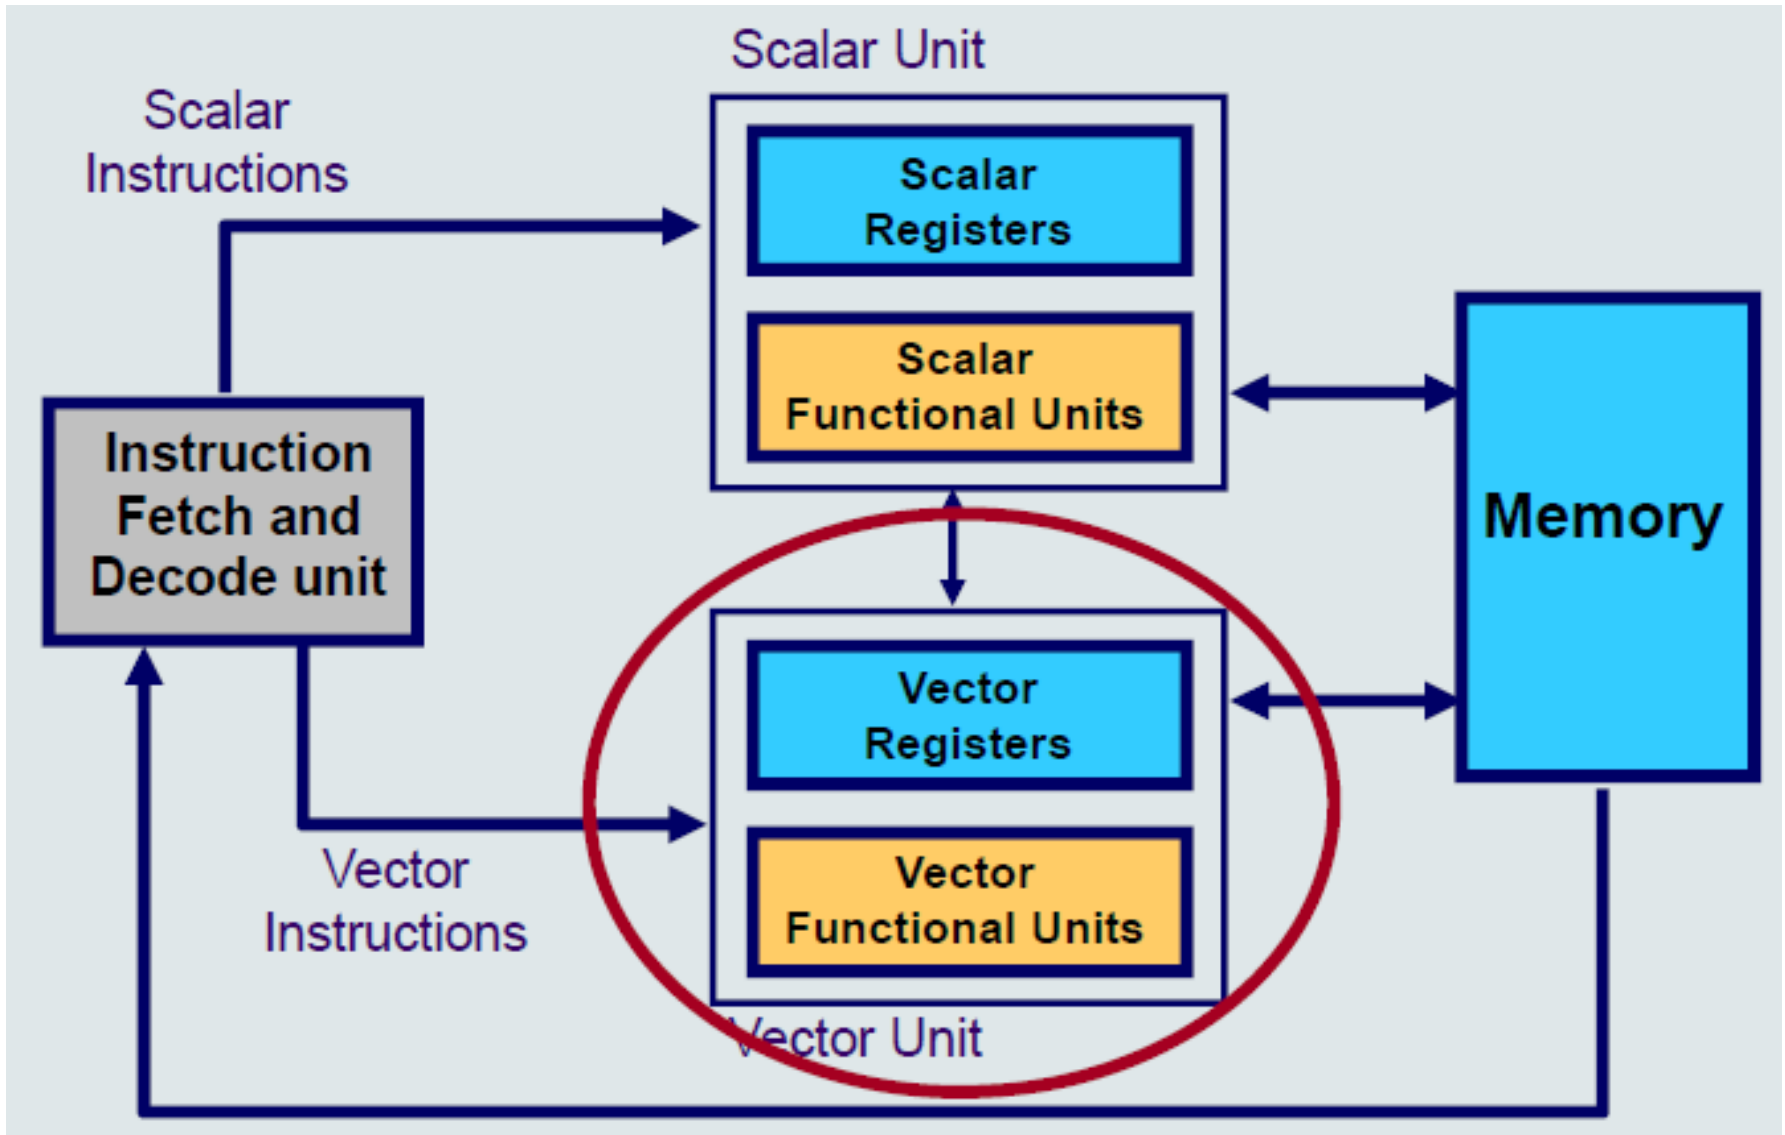 Scalar Unit
Scalar
Instructions
Scalar
Registers
Scalar
Functional Units
Instruction
Fetch and
Decode unit
Memory
Vector
Registers
Vector
Instructions
Vector
Functional Units
Vector Unit